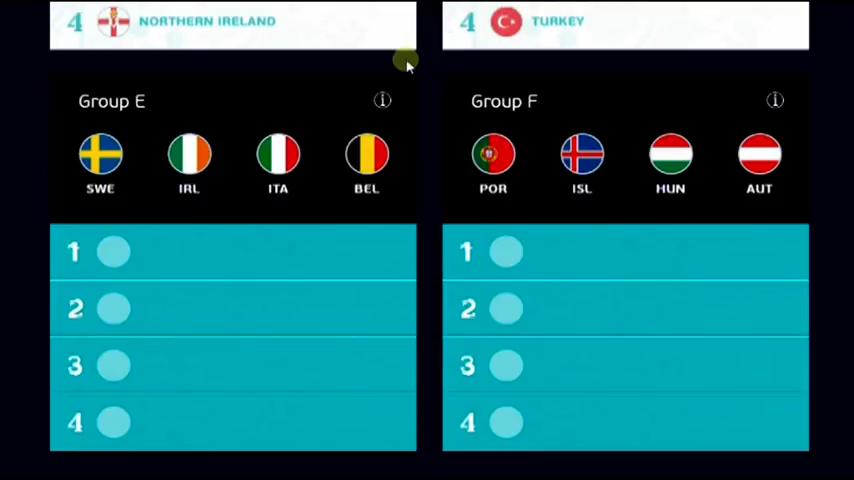 4 NORTHERN IRELAND
4 TURKEY
Group E
SWE IRL ITA BEL
1
2
3
4
Group F
POR ISL HUN AUT
1
2
3
4